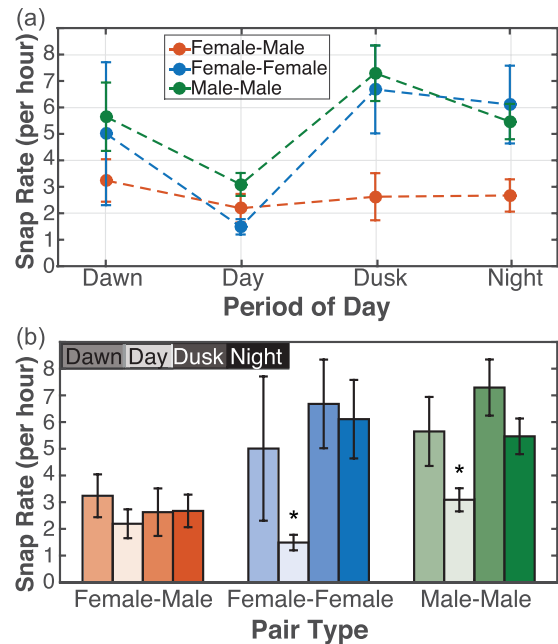 (a)
Snap Rate (per hour)
9
8
7
6
5
4
3
2
1
0
Female-Male
Female-Female
Male-Male
Dawn Day Dusk Night
Period of Day
(b)
Snap Rate (per hour)
Dawn Day Dusk Night
8
7
6
5
4
3
2
1
0
* *
Female-Male Female-Female Male-Male
Pair Type